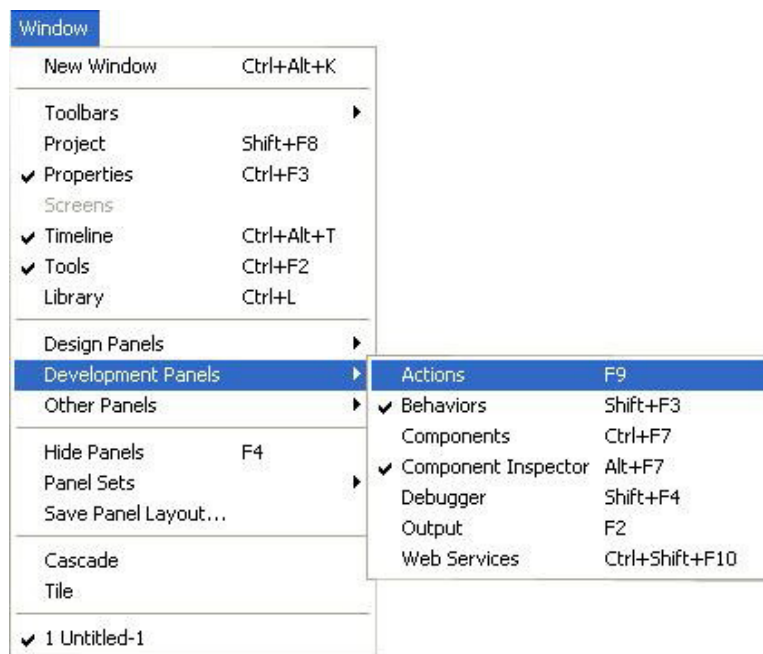 Window
New Window Ctrl+Alt+K
Toolbars
Project Shift+F8
Properties Ctrl+F3
Screens
Timeline Ctrl+Alt+T
Tools Ctrl+F2
Library Ctrl+L
Design Panels
Development Panels
Other Panels
Hide Panels F4
Panel Sets
Save Panel Layout...
Cascade
Tile
1 Untitled-1
Actions F9
Behaviors Shift+F3
Components Ctrl+F7
Component Inspector Alt+F7
Debugger Shift+F4
Output F2
Web Services Ctrl+Shift+F10